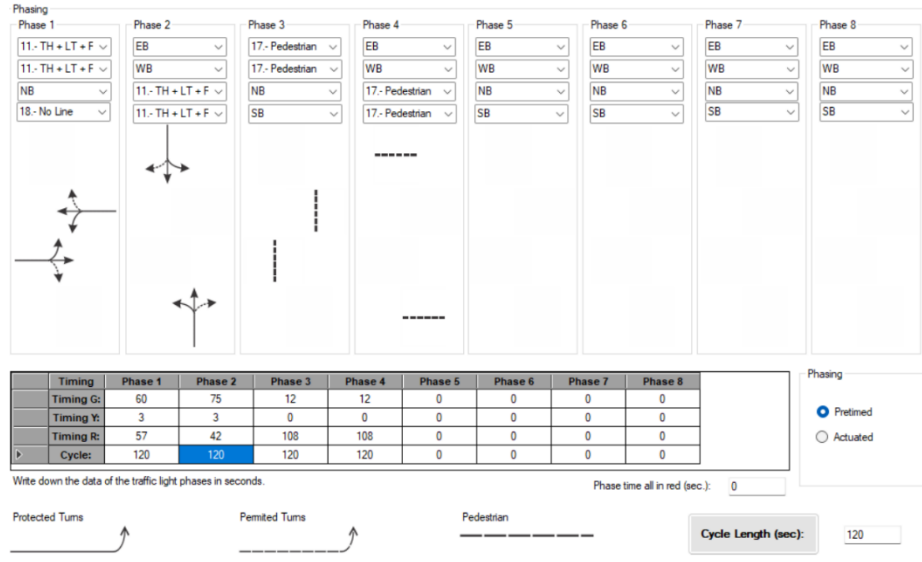 Phasing
Phase 1 Phase 2 Phase 3 Phase 4 Phase 5 Phase 6 Phase 7 Phase 8
11.- TH + LT + F EB 17.- Pedestrian EB EB EB EB EB
11.- TH + LT + F WB 17.- Pedestrian WB WB WB WB WB
NB 11.- TH + LT + F NB 17.- Pedestrian NB NB NB NB
18.- No Line 11.- TH + LT + F SB 17.- Pedestrian SB SB SB SB
Timing Phase 1 Phase 2 Phase 3 Phase 4 Phase 5 Phase 6 Phase 7 Phase 8
Timing G: 60 75 12 12 0 0 0 0
Timing Y: 3 3 0 0 0 0 0 0
Timing R: 57 42 108 108 0 0 0 0
Cycle: 120 120 120 120 0 0 0 0
Phasing
Pretimed
Actuated
Write down the data of the traffic light phases in seconds.
Phase time all in red (sec.): 0
Protected Turns Permited Turns Pedestrian
Cycle Length (sec): 120